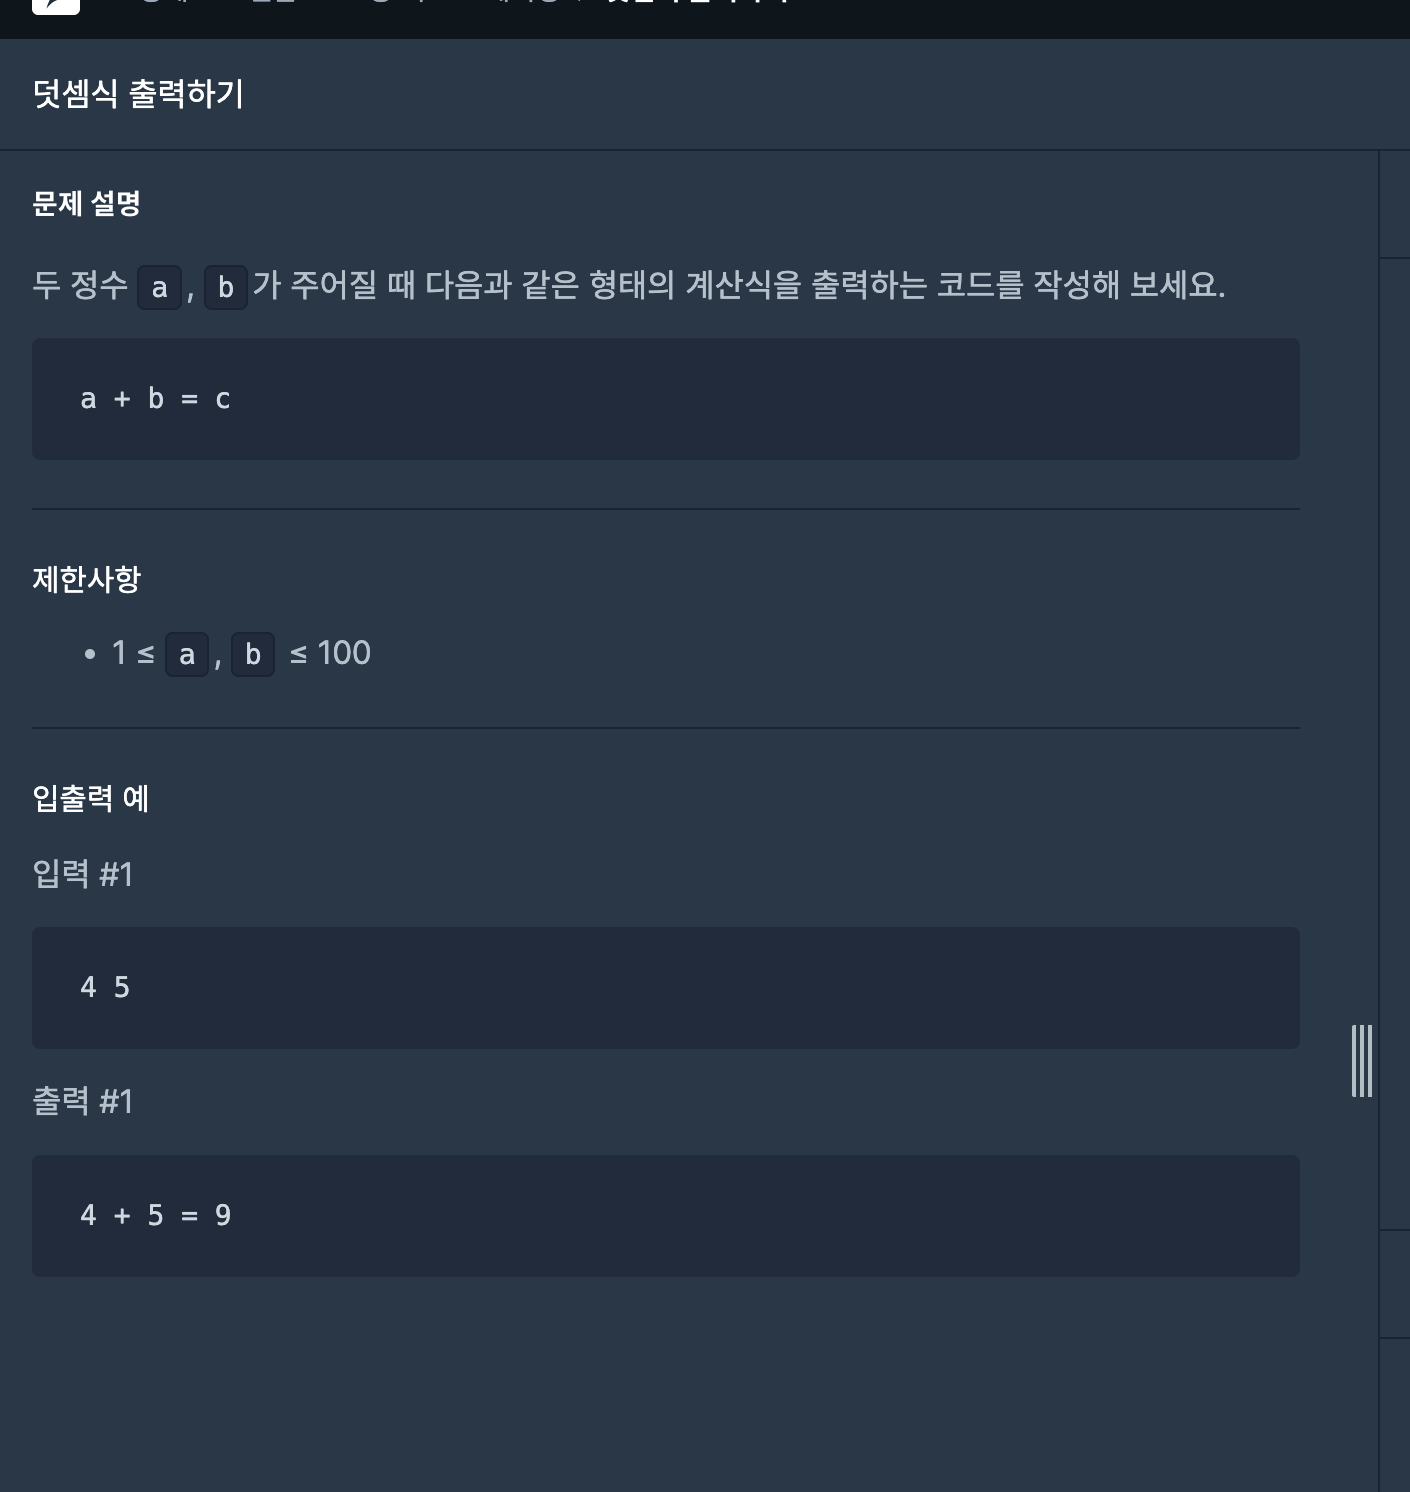 덧셈식 출력하기
문제 설명
두 정수 a, b가 주어질 때 다음과 같은 형태의 계산식을 출력하는 코드를 작성해 보세요.
a + b = c
제한사항
• 1 ≤ a, b ≤ 100
입출력 예
입력 #1
4 5
출력 #1
4 + 5 = 9